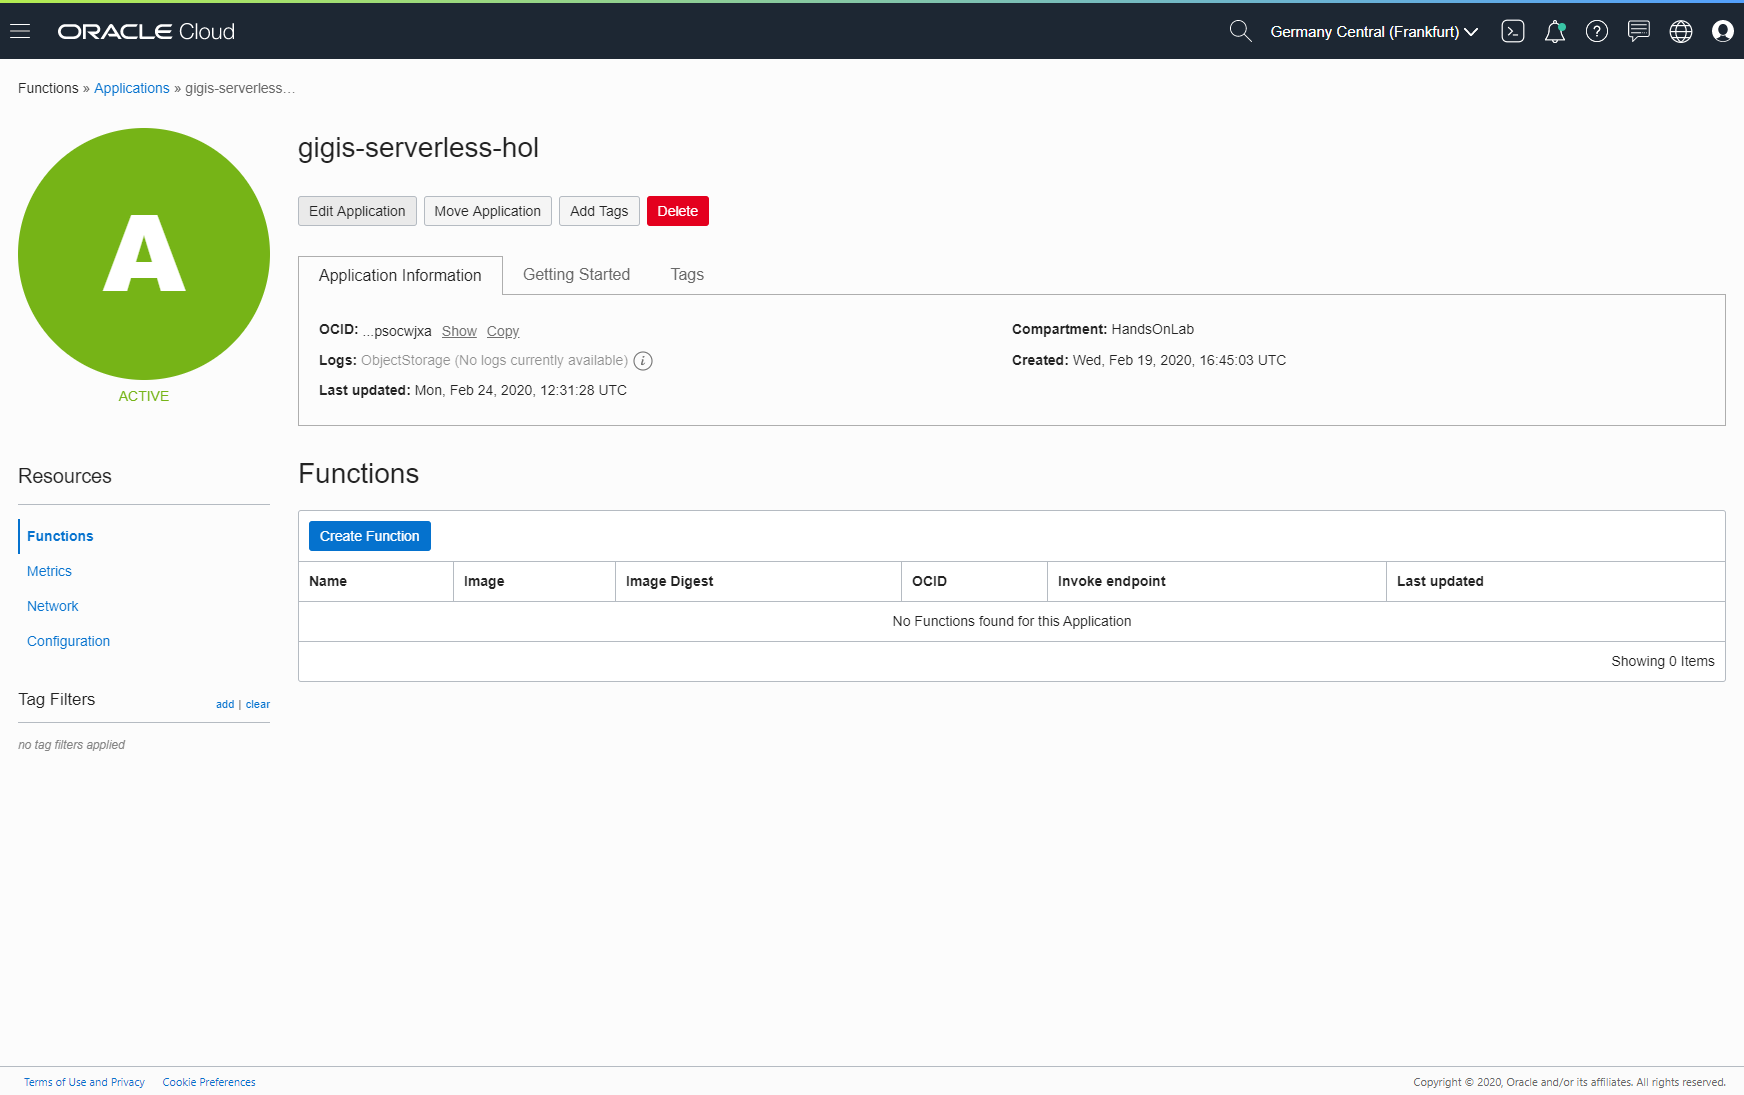 ORACLE Cloud
Germany Central (Frankfurt)
Functions » Applications » gigis-serverless…
A
ACTIVE
gigis-serverless-hol
Edit Application Move Application Add Tags Delete
Application Information Getting Started Tags
OCID: ...psocwjxa Show Copy
Logs: ObjectStorage (No logs currently available) i
Last updated: Mon, Feb 24, 2020, 12:31:28 UTC
Compartment: HandsOnLab
Created: Wed, Feb 19, 2020, 16:45:03 UTC
Resources
Functions
Metrics
Network
Configuration
Tag Filters add | clear
no tag filters applied
Functions
Create Function
Name Image Image Digest OCID Invoke endpoint Last updated
No Functions found for this Application
Showing 0 Items
Terms of Use and Privacy Cookie Preferences
Copyright © 2020, Oracle and/or its affiliates. All rights reserved.